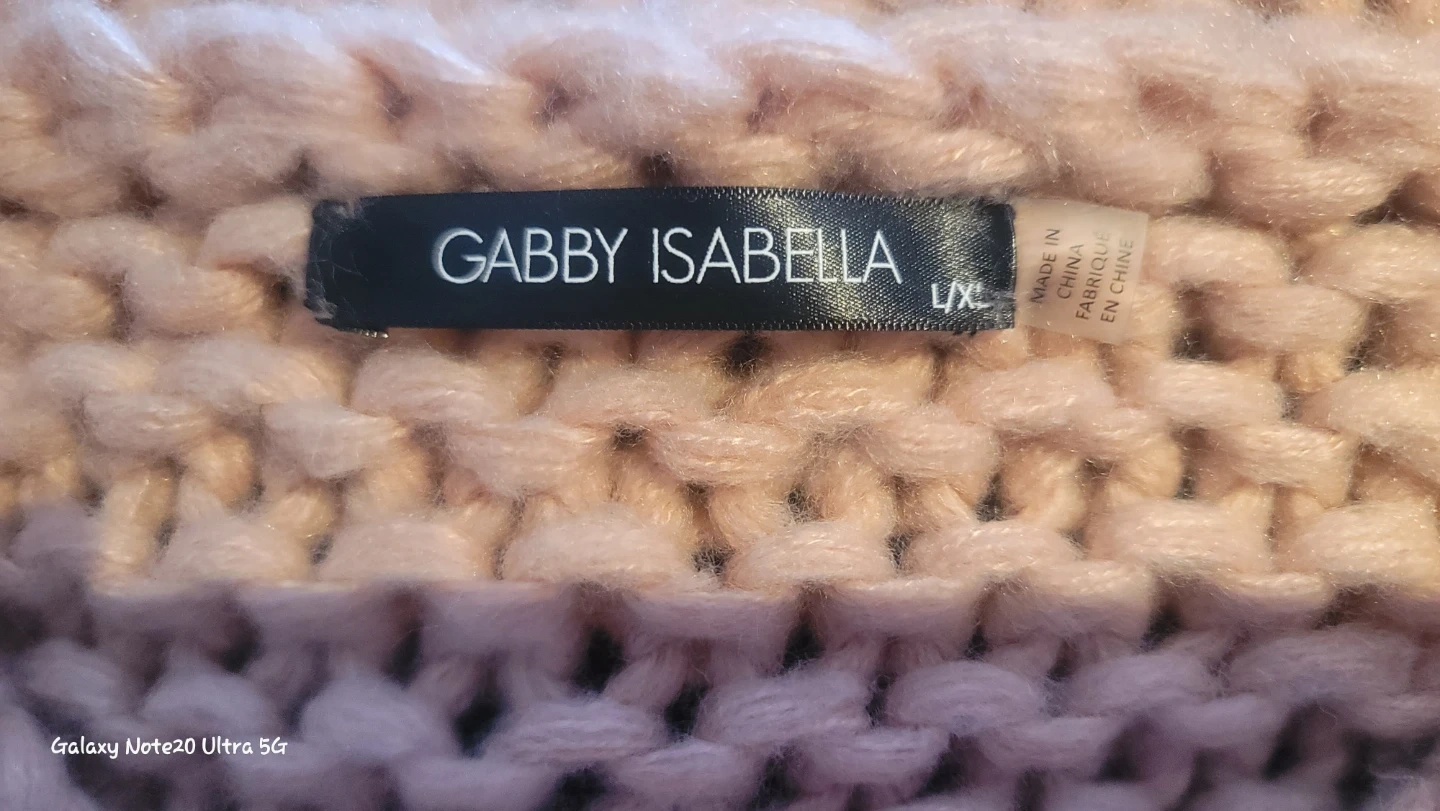 GABBY ISABELLA
L/XL
MADE IN
CHINA
FABRIQUÉ
EN CHINE
Galaxy Note20 Ultra 5G